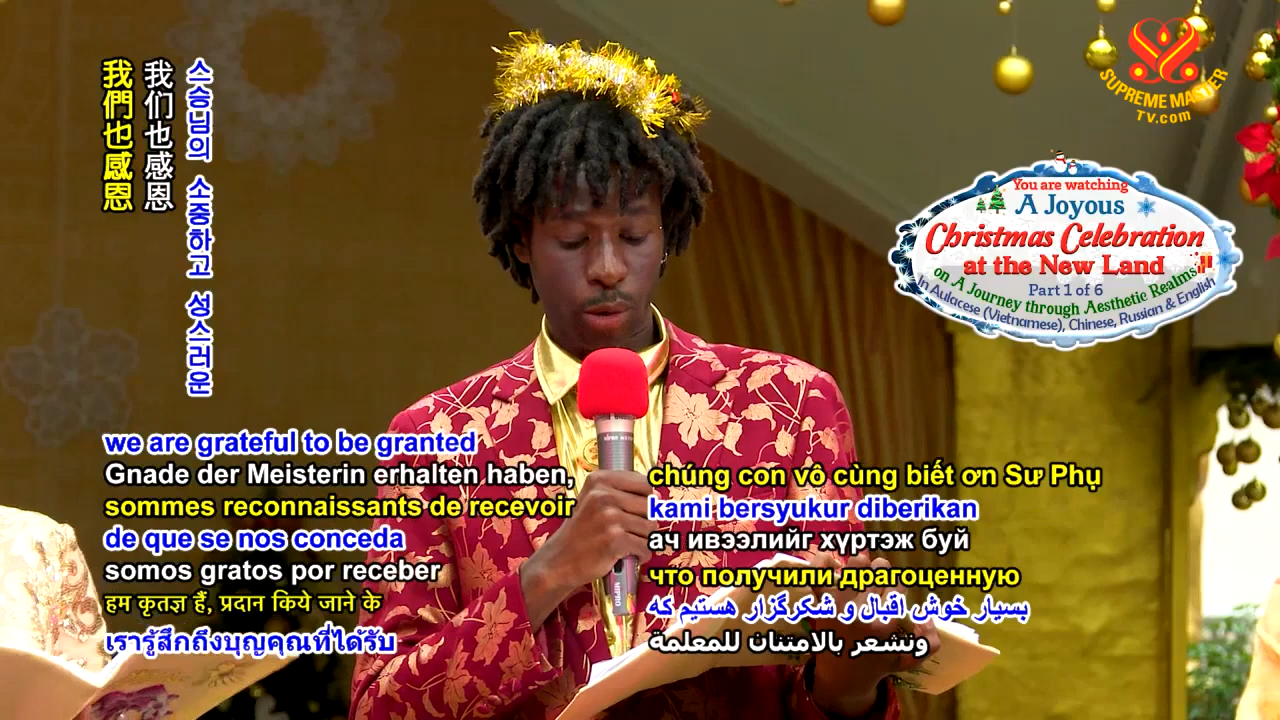 我們也感恩
我们也感恩
스승님의 소중하고 성스러운
SUPREME MASTER
TV.com
You are watching
A Joyous
Christmas Celebration
at the New Land
Part 1 of 6
on A Journey through Aesthetic Realms
In Aulacese (Vietnamese), Chinese, Russian & English
we are grateful to be granted
Gnade der Meisterin erhalten haben,
sommes reconnaissants de recevoir
de que se nos conceda
somos gratos por receber
हम कृतज्ञ हैं, प्रदान किये जाने के
เรารู้สึกถึงบุญคุณที่ได้รับ
chúng con vô cùng biết ơn Sư Phụ
kami bersyukur diberikan
ач ивээлийг хүртэж буй
что получили драгоценную
بسیار خوش اقبال و شکرگزار هستیم که
ونشعر بالامتنان للمعلمة
MIPRO